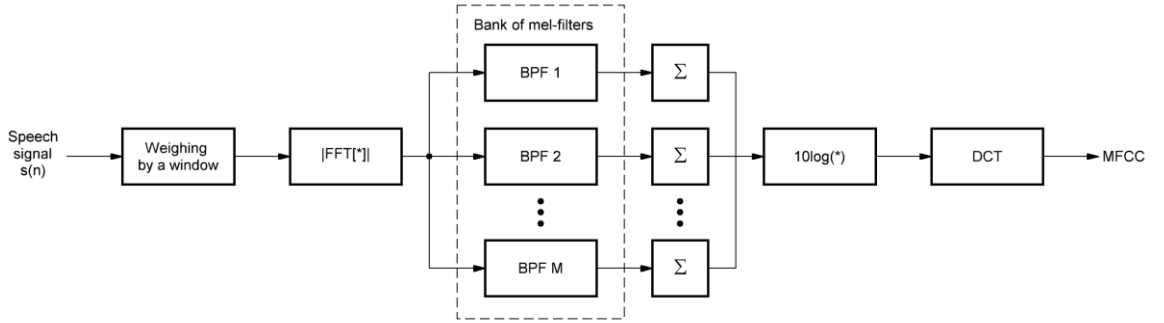 Bank of mel-filters
Speech
signal
s(n)
Weighing
by a window
|FFT[*]|
BPF 1
BPF 2
BPF M
Σ
Σ
Σ
10log(*)
DCT
MFCC